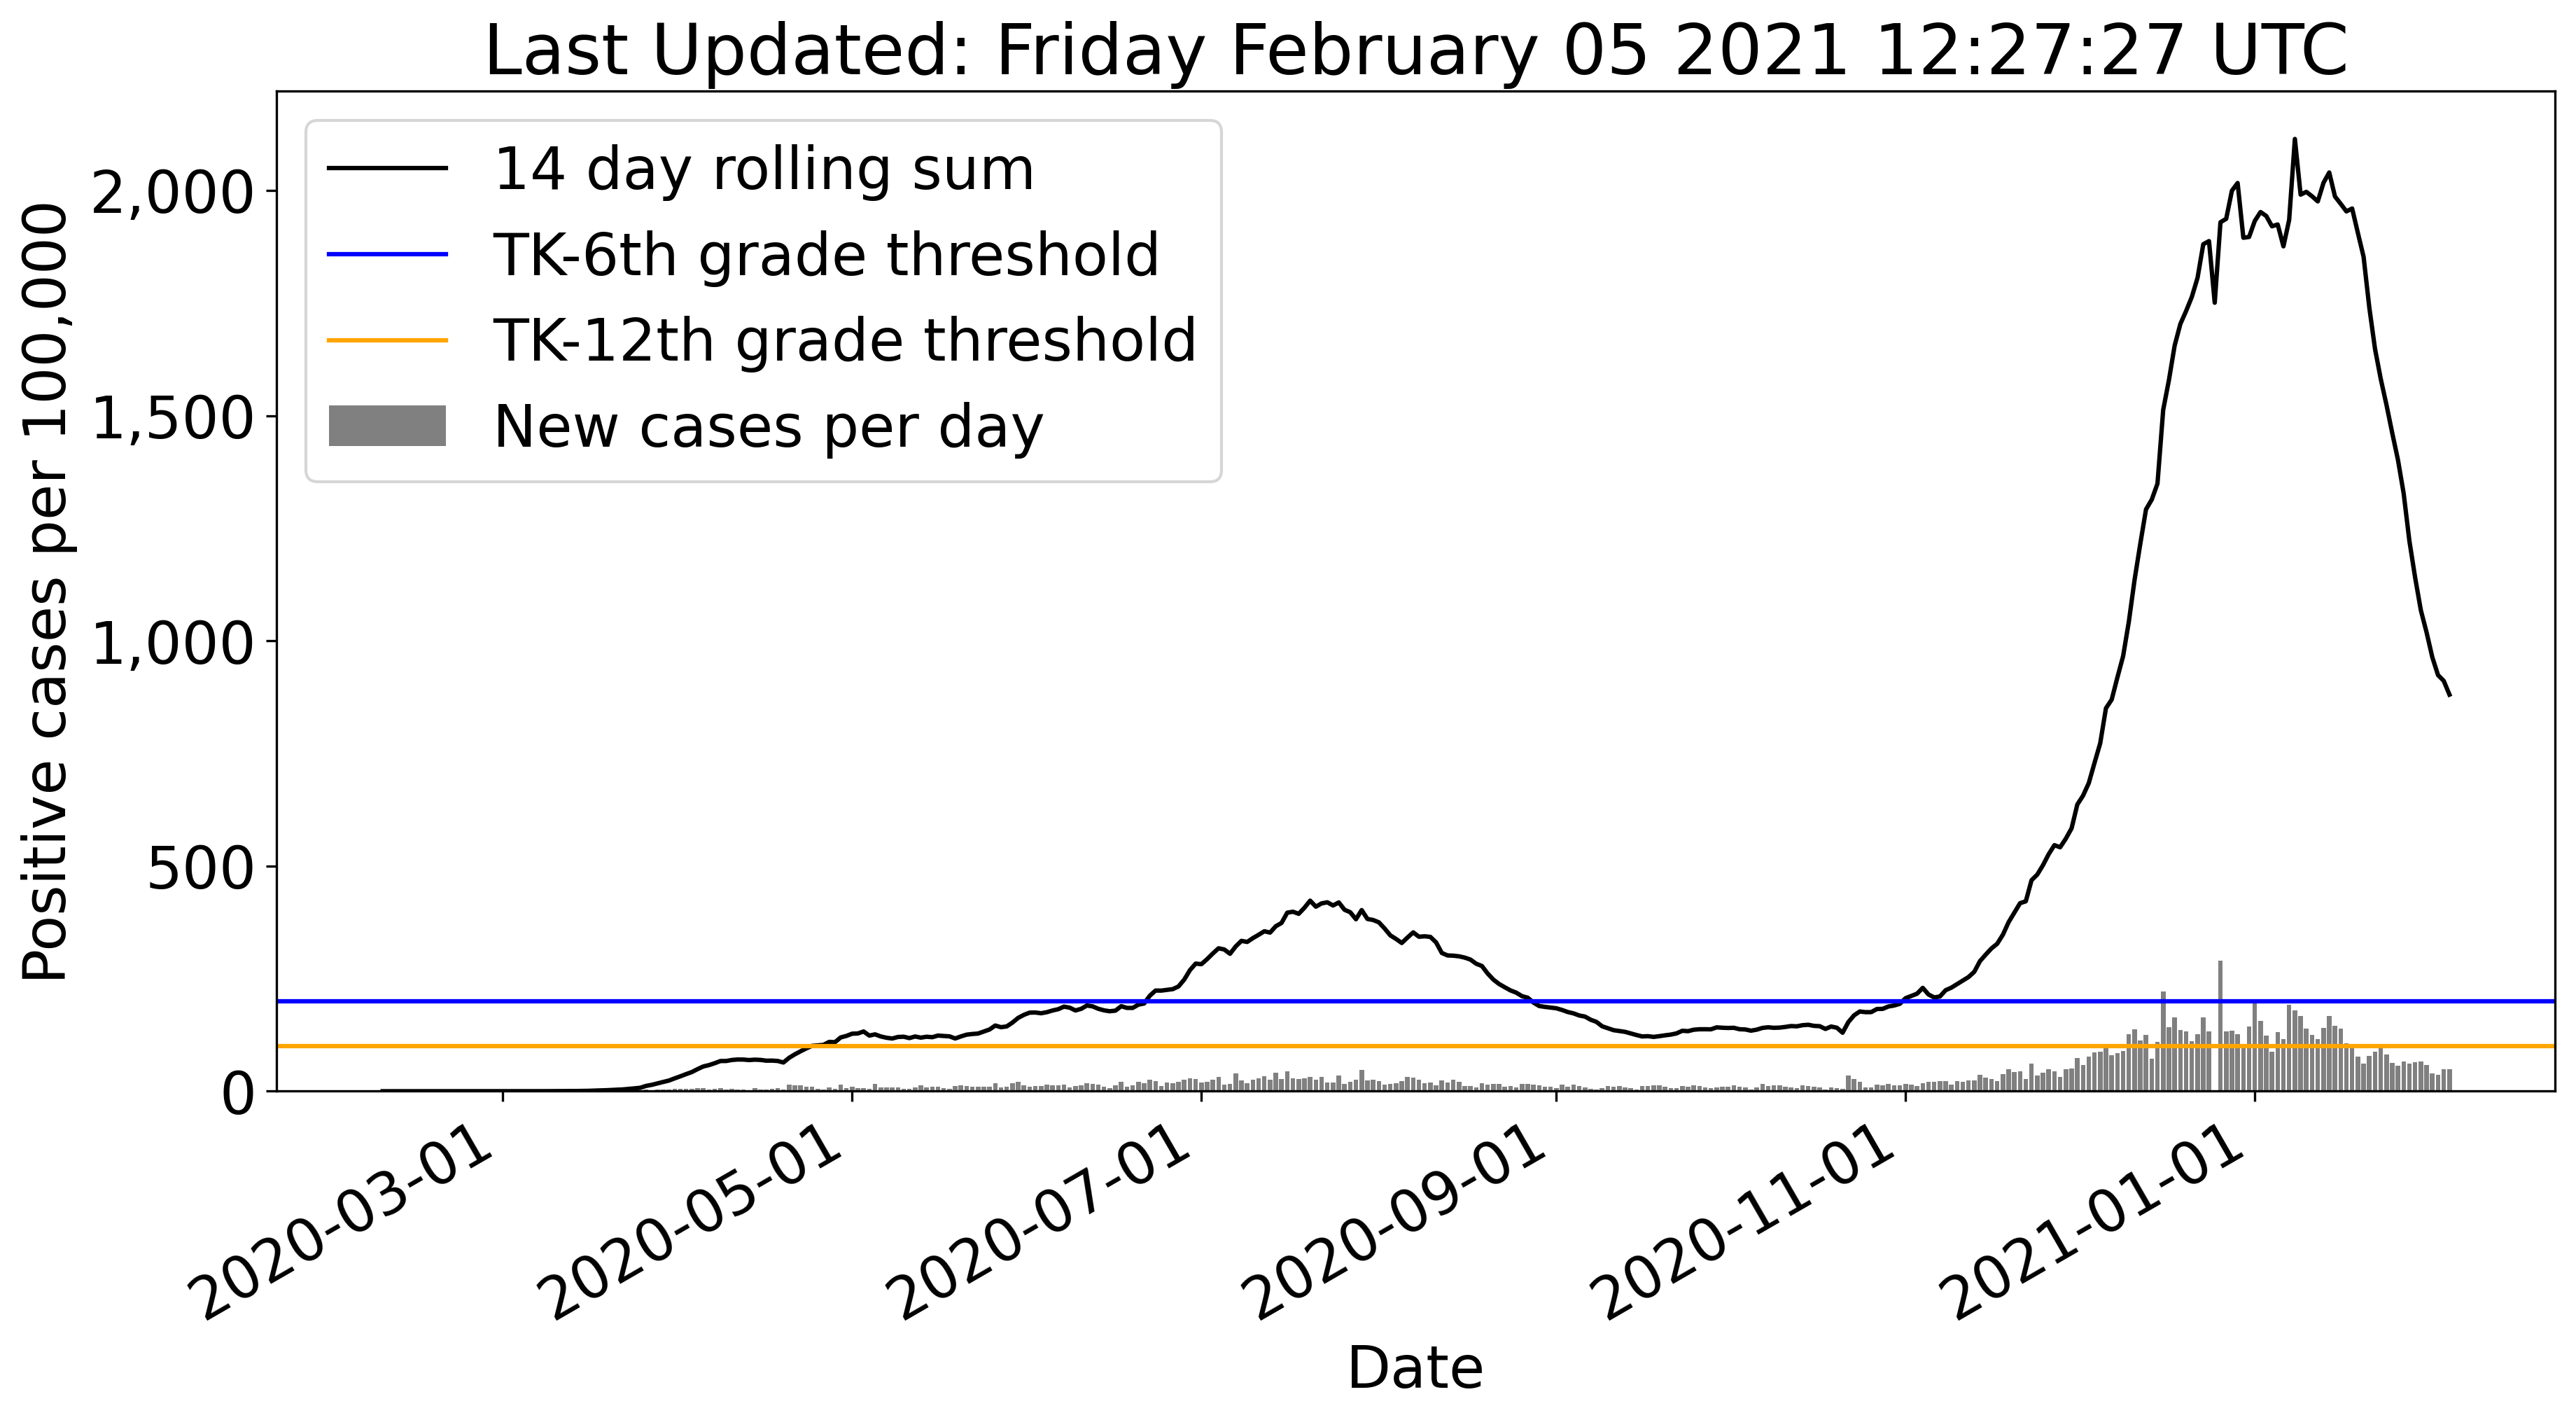 Last Updated: Friday February 05 2021 12:27:27 UTC
14 day rolling sum
TK-6th grade threshold
TK-12th grade threshold
New cases per day
Positive cases per 100,000
2,000
1,500
1,000
500
0
2020-03-01
2020-05-01
2020-07-01
2020-09-01
2020-11-01
2021-01-01
Date